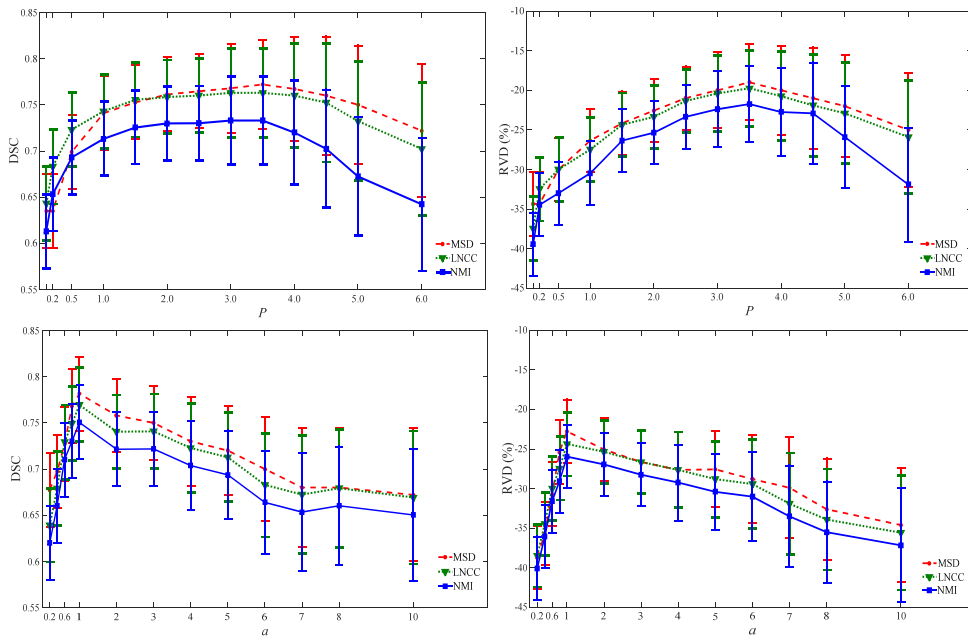 0.85
0.8
0.75
0.7
0.65
0.6
0.55
DSC
0.2 0.5 1.0 2.0 3.0 4.0 5.0 6.0
P
MSD
LNCC
NMI
-10
-15
-20
-25
-30
-35
-40
-45
RVD (%)
0.2 0.5 1.0 2.0 3.0 4.0 5.0 6.0
P
MSD
LNCC
NMI
0.85
0.8
0.75
0.7
0.65
0.6
0.55
DSC
0.2 0.6 1 2 3 4 5 6 7 8 10
a
MSD
LNCC
NMI
-10
-15
-20
-25
-30
-35
-40
-45
RVD (%)
0.2 0.6 1 2 3 4 5 6 7 8 10
a
MSD
LNCC
NMI